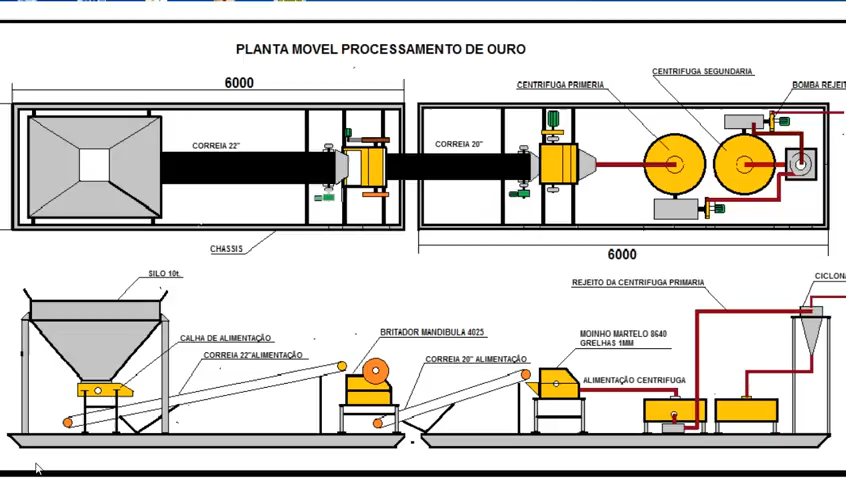 PLANTA MOVEL PROCESSAMENTO DE OURO
6000
CENTRIFUGA PRIMERIA
CENTRIFUGA SEGUNDARIA
BOMBA REJEIT
CORREIA 22"
CORREIA 20"
CHASSIS
6000
SILO 10t.
REJEITO DA CENTRIFUGA PRIMARIA
CICLONA
CALHA DE ALIMENTAÇÃO
CORREIA 22"ALIMENTAÇÃO
BRITADOR MANDIBULA 4025
CORREIA 20" ALIMENTAÇÃO
MOINHO MARTELO 8640
GRELHAS 1MM
ALIMENTAÇÃO CENTRIFUGA